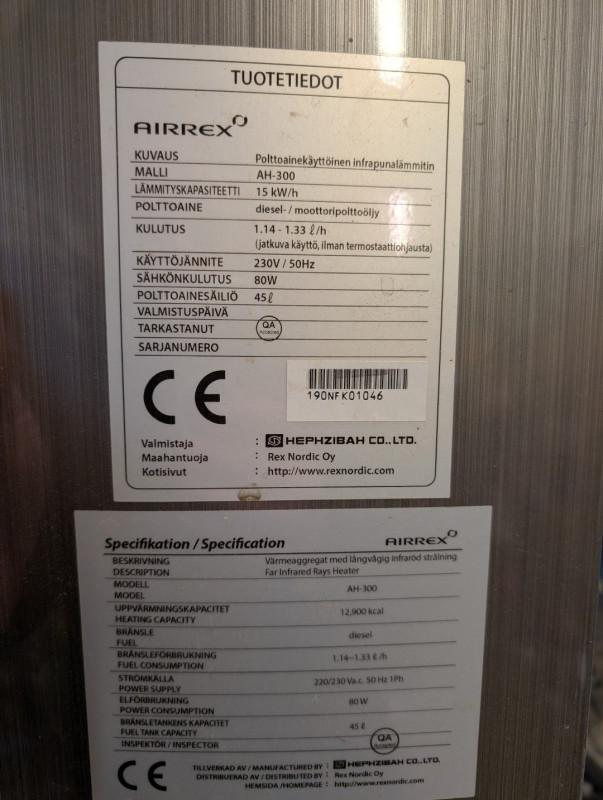 TUOTETIEDOT
AIRREX
KUVAUS Polttoainekäyttöinen infrapunalämmitin
MALLI AH-300
LÄMMITYSKAPASITEETTI 15 kW/h
POLTTOAINE diesel- / moottoripolttoöljy
KULUTUS 1.14 - 1.33 ℓ/h
(jatkuva käyttö, ilman termostaattiohjausta)
KÄYTTÖJÄNNITE 230V / 50Hz
SÄHKÖNKULUTUS 80W
POLTTOAINESÄILIÖ 45ℓ
VALMISTUSPÄIVÄ
TARKASTANUT QA
SARJANUMERO
CE
190NFK01046
Valmistaja : HEPHZIBAH CO.,LTD.
Maahantuoja : Rex Nordic Oy
Kotisivut : http://www.rexnordic.com
Specifikation / Specification AIRREX
BESKRIVNING Värmeaggregat med långvågig infraröd strålning
DESCRIPTION Far Infrared Rays Heater
MODELL
MODEL AH-300
UPPVÄRMNINGSKAPACITET
HEATING CAPACITY 12,900 kcal
BRÄNSLE
FUEL diesel
BRÄNSLEFÖRBRUKNING
FUEL CONSUMPTION 1.14–1.33 ℓ/h
STRÖMKÄLLA
POWER SUPPLY 220/230 Va.c. 50 Hz 1Ph
ELFÖRBRUKNING
POWER CONSUMPTION 80W
BRÄNSLETANKENS KAPACITET
FUEL TANK CAPACITY 45 ℓ
INSPEKTÖR / INSPECTOR QA
CE
TILLVERKAD AV / MANUFACTURED BY : HEPHZIBAH CO.,LTD.
DISTRIBUERAD AV / DISTRIBUTED BY : Rex Nordic Oy
HEMSIDA /HOMEPAGE : http://www.rexnordic.com